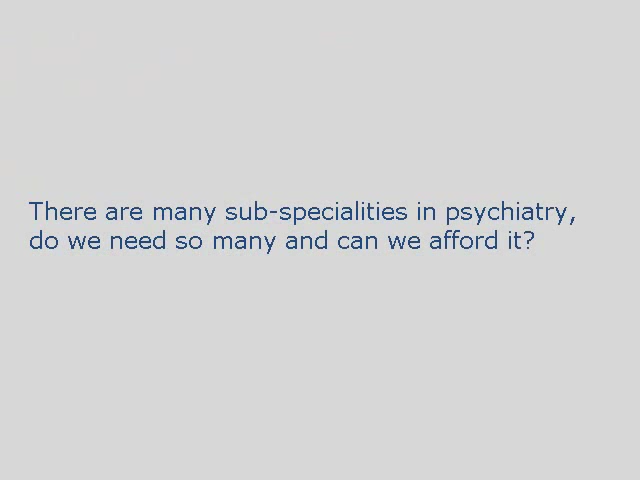 There are many sub-specialities in psychiatry,
do we need so many and can we afford it?